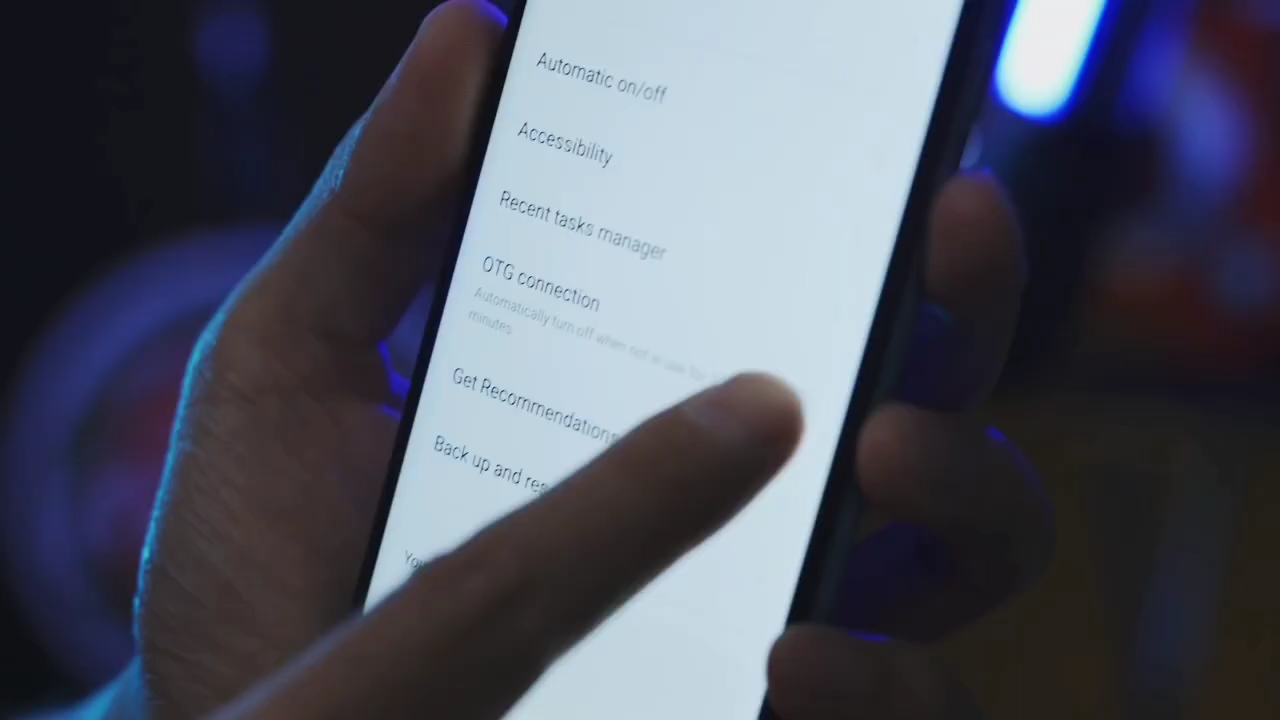 Automatic on/off
Accessibility
Recent tasks manager
OTG connection
Automatically turn off when not in use for
minutes.
Get Recommendations
Back up and